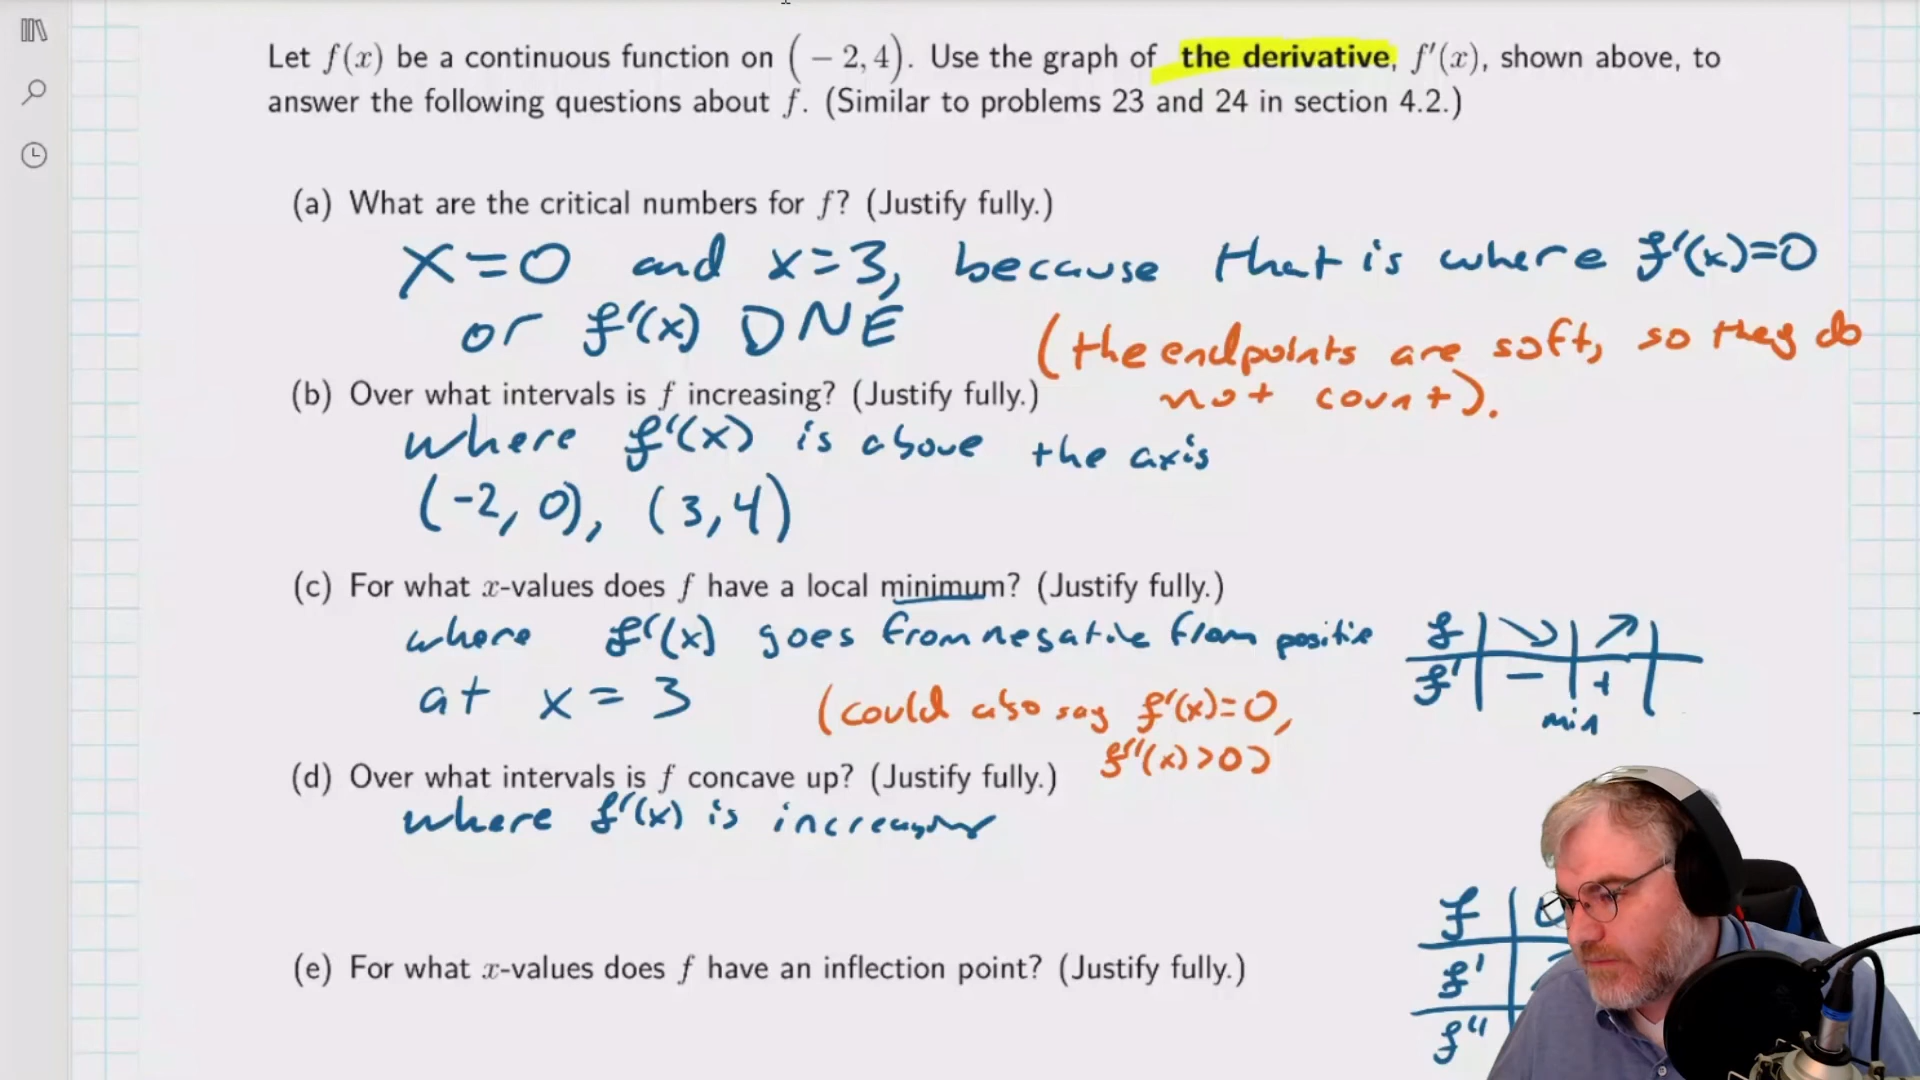 Let f(x) be a continuous function on (−2, 4). Use the graph of the derivative, f′(x), shown above, to
answer the following questions about f. (Similar to problems 23 and 24 in section 4.2.)
(a) What are the critical numbers for f? (Justify fully.)
x=0 and x=3, because that is where f'(x)=0
or f'(x) DNE
(the endpoints are soft, so they do
not count).
(b) Over what intervals is f increasing? (Justify fully.)
where f'(x) is above the axis
(-2, 0), (3,4)
(c) For what x-values does f have a local minimum? (Justify fully.)
where f'(x) goes from negative from positie
at x = 3
(could also say f'(x)=0,
f''(x)>0)
f ↘ ↗
f' − +
min
(d) Over what intervals is f concave up? (Justify fully.)
where f'(x) is increasing
(e) For what x-values does f have an inflection point? (Justify fully.)
f
f'
f''